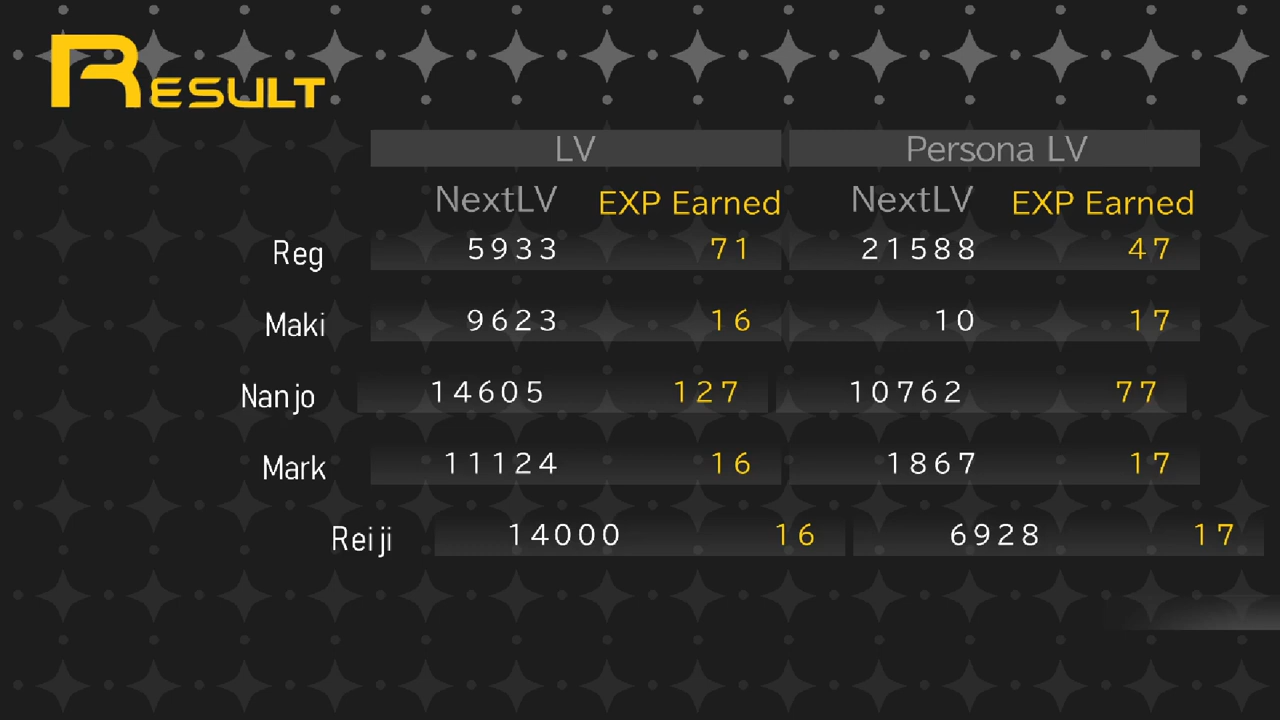 RESULT
LV Persona LV
NextLV EXP Earned NextLV EXP Earned
Reg 5933 71 21588 47
Maki 9623 16 10 17
Nanjo 14605 127 10762 77
Mark 11124 16 1867 17
Reiji 14000 16 6928 17